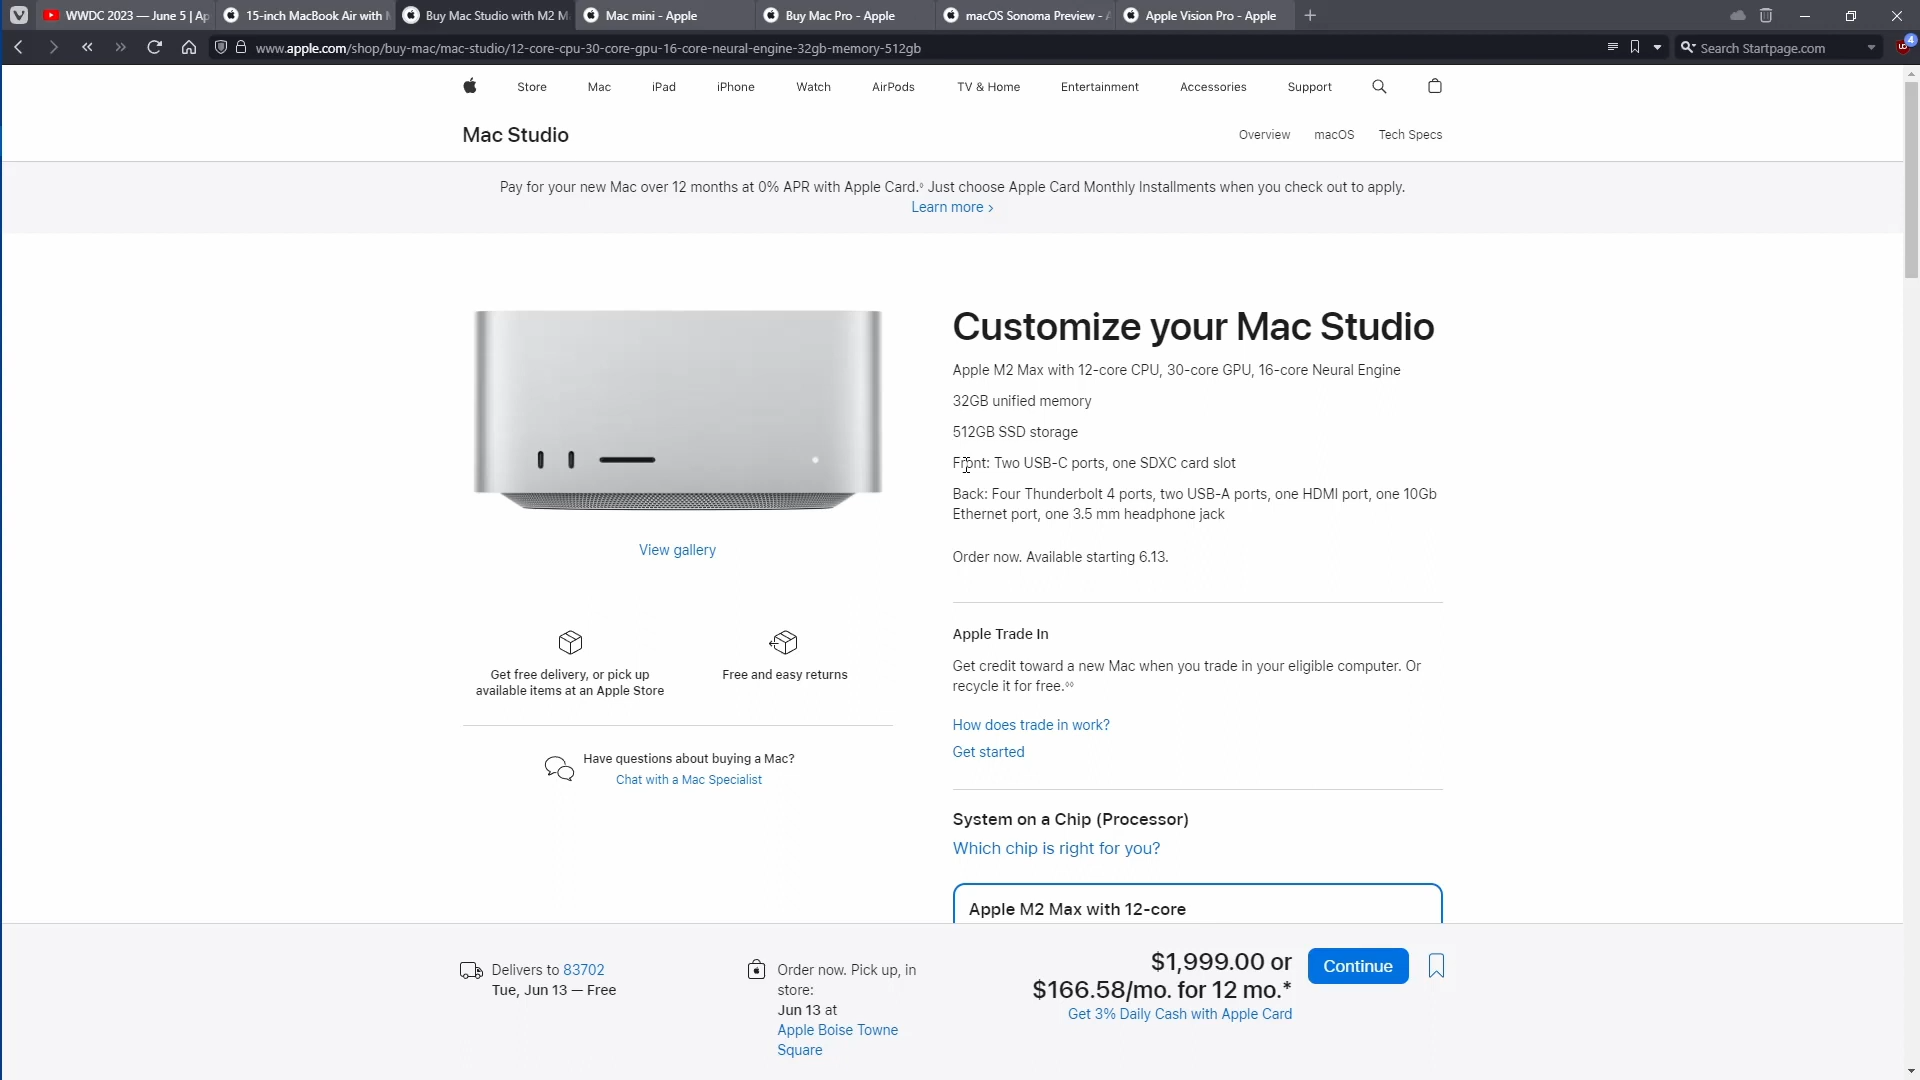 WWDC 2023 — June 5 | Ap
15-inch MacBook Air with
Buy Mac Studio with M2 M
Mac mini - Apple
Buy Mac Pro - Apple
macOS Sonoma Preview -
Apple Vision Pro - Apple
www.apple.com/shop/buy-mac/mac-studio/12-core-cpu-30-core-gpu-16-core-neural-engine-32gb-memory-512gb
Search Startpage.com
4
Store Mac iPad iPhone Watch AirPods TV & Home Entertainment Accessories Support
Mac Studio
Overview macOS Tech Specs
Pay for your new Mac over 12 months at 0% APR with Apple Card.◊ Just choose Apple Card Monthly Installments when you check out to apply.
Learn more >
Customize your Mac Studio
Apple M2 Max with 12-core CPU, 30-core GPU, 16-core Neural Engine
32GB unified memory
512GB SSD storage
Front: Two USB-C ports, one SDXC card slot
Back: Four Thunderbolt 4 ports, two USB-A ports, one HDMI port, one 10Gb
Ethernet port, one 3.5 mm headphone jack
Order now. Available starting 6.13.
View gallery
Get free delivery, or pick up
available items at an Apple Store
Free and easy returns
Have questions about buying a Mac?
Chat with a Mac Specialist
Apple Trade In
Get credit toward a new Mac when you trade in your eligible computer. Or
recycle it for free.◊◊
How does trade in work?
Get started
System on a Chip (Processor)
Which chip is right for you?
Apple M2 Max with 12-core
Delivers to 83702
Tue, Jun 13 — Free
Order now. Pick up, in
store:
Jun 13 at
Apple Boise Towne
Square
$1,999.00 or
$166.58/mo. for 12 mo.*
Get 3% Daily Cash with Apple Card
Continue